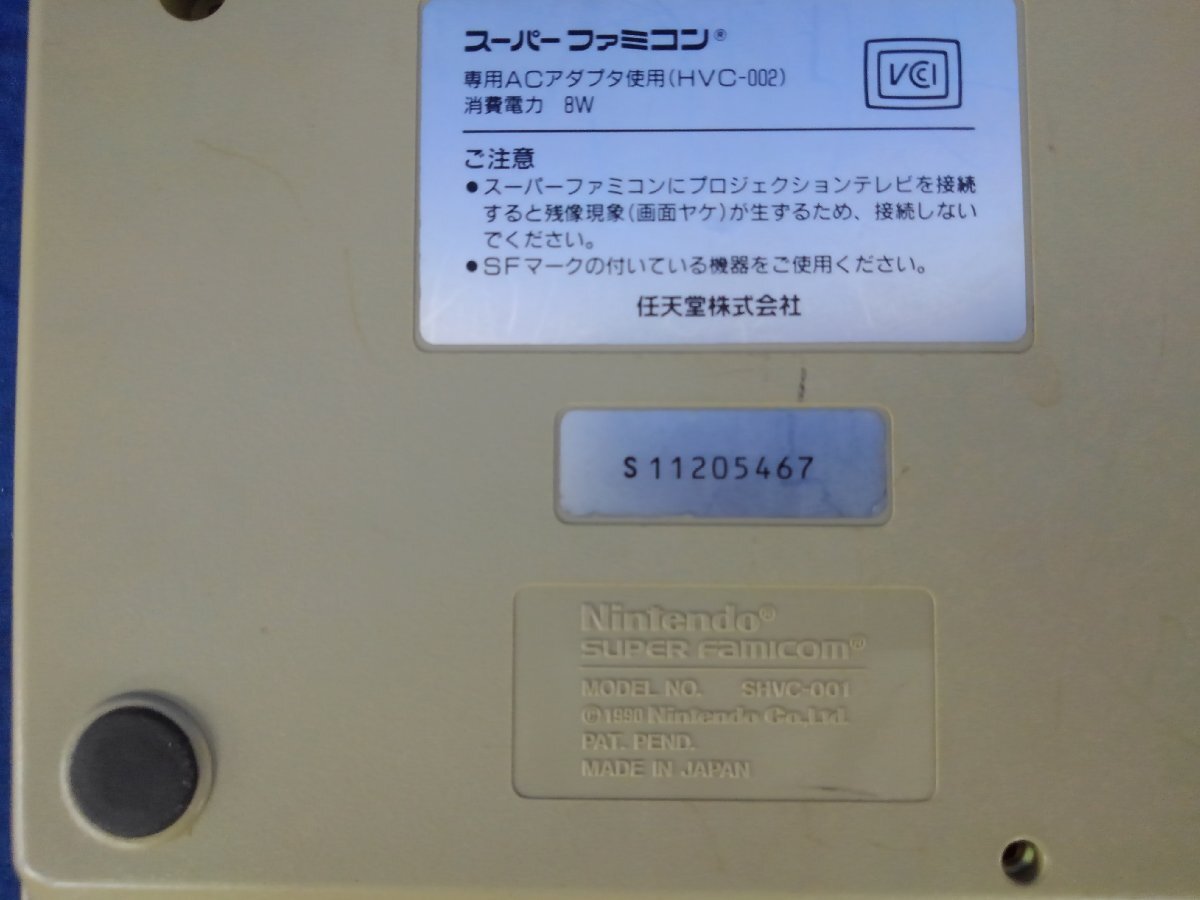 スーパーファミコン®
専用ACアダプタ使用(HVC-002)
消費電力 8W
VCCI
ご注意
●スーパーファミコンにプロジェクションテレビを接続
すると残像現象(画面ヤケ)が生ずるため、接続しない
でください。
●SFマークの付いている機器をご使用ください。
任天堂株式会社
S11205467
Nintendo®
SUPER FAMICOM®
MODEL NO. SHVC-001
©1990 Nintendo Co.,Ltd.
PAT. PEND.
MADE IN JAPAN